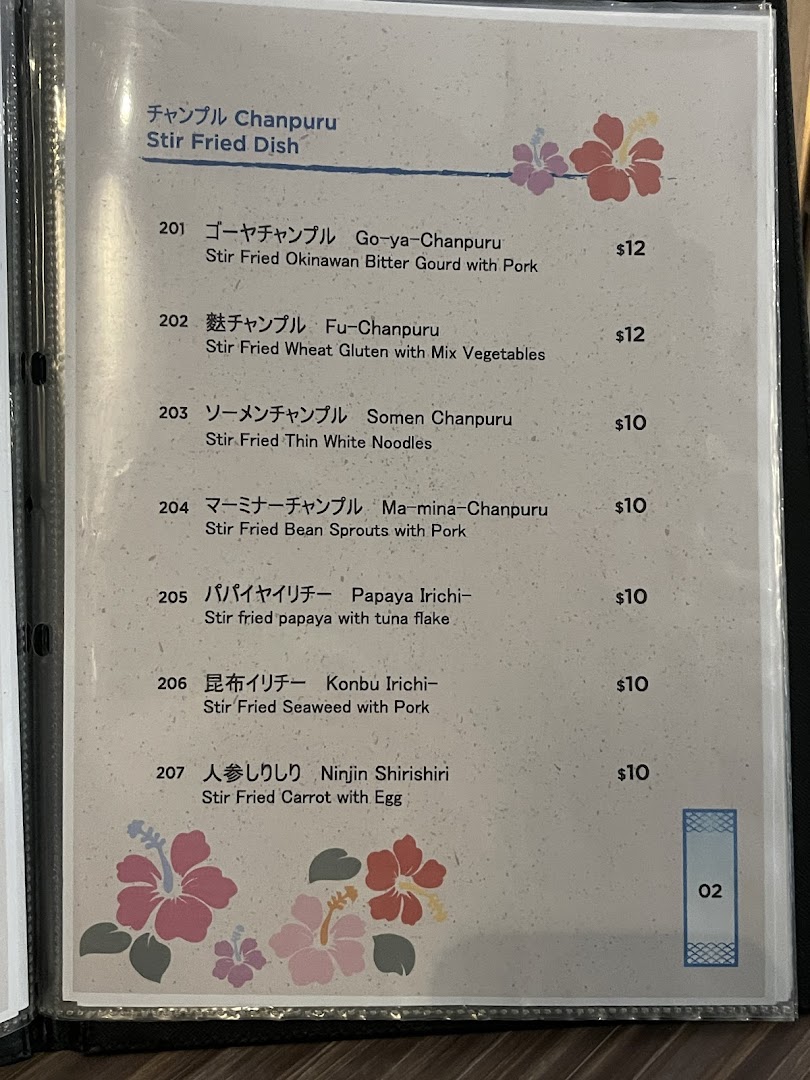 チャンプル Chanpuru
Stir Fried Dish
201 ゴーヤチャンプル Go-ya-Chanpuru $12
Stir Fried Okinawan Bitter Gourd with Pork
202 麩チャンプル Fu-Chanpuru $12
Stir Fried Wheat Gluten with Mix Vegetables
203 ソーメンチャンプル Somen Chanpuru $10
Stir Fried Thin White Noodles
204 マーミナーチャンプル Ma-mina-Chanpuru $10
Stir Fried Bean Sprouts with Pork
205 パパイヤイリチー Papaya Irichi- $10
Stir fried papaya with tuna flake
206 昆布イリチー Konbu Irichi- $10
Stir Fried Seaweed with Pork
207 人参しりしり Ninjin Shirishiri $10
Stir Fried Carrot with Egg
02